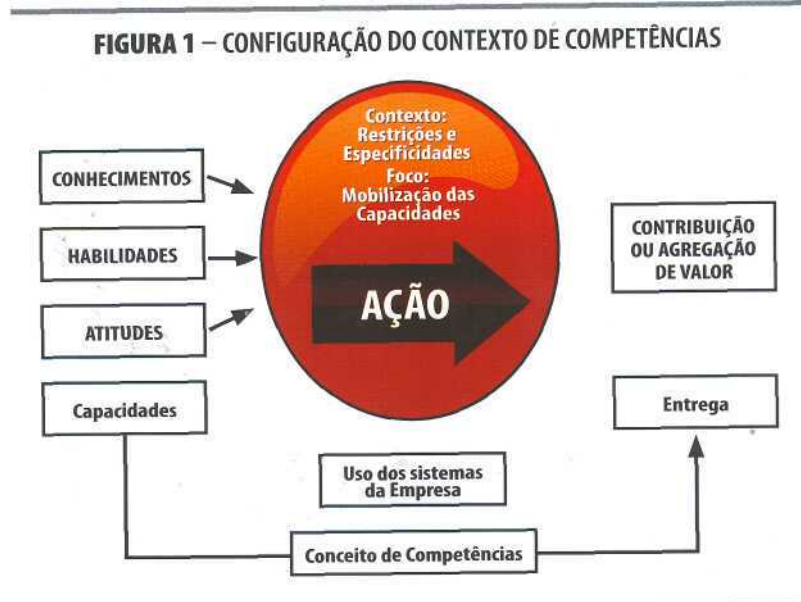 FIGURA 1 – CONFIGURAÇÃO DO CONTEXTO DE COMPETÊNCIAS
Contexto:
Restrições e
Especificidades
Foco:
Mobilização das
Capacidades
CONHECIMENTOS
HABILIDADES
ATITUDES
Capacidades
AÇÃO
CONTRIBUIÇÃO
OU AGREGAÇÃO
DE VALOR
Entrega
Uso dos sistemas
da Empresa
Conceito de Competências